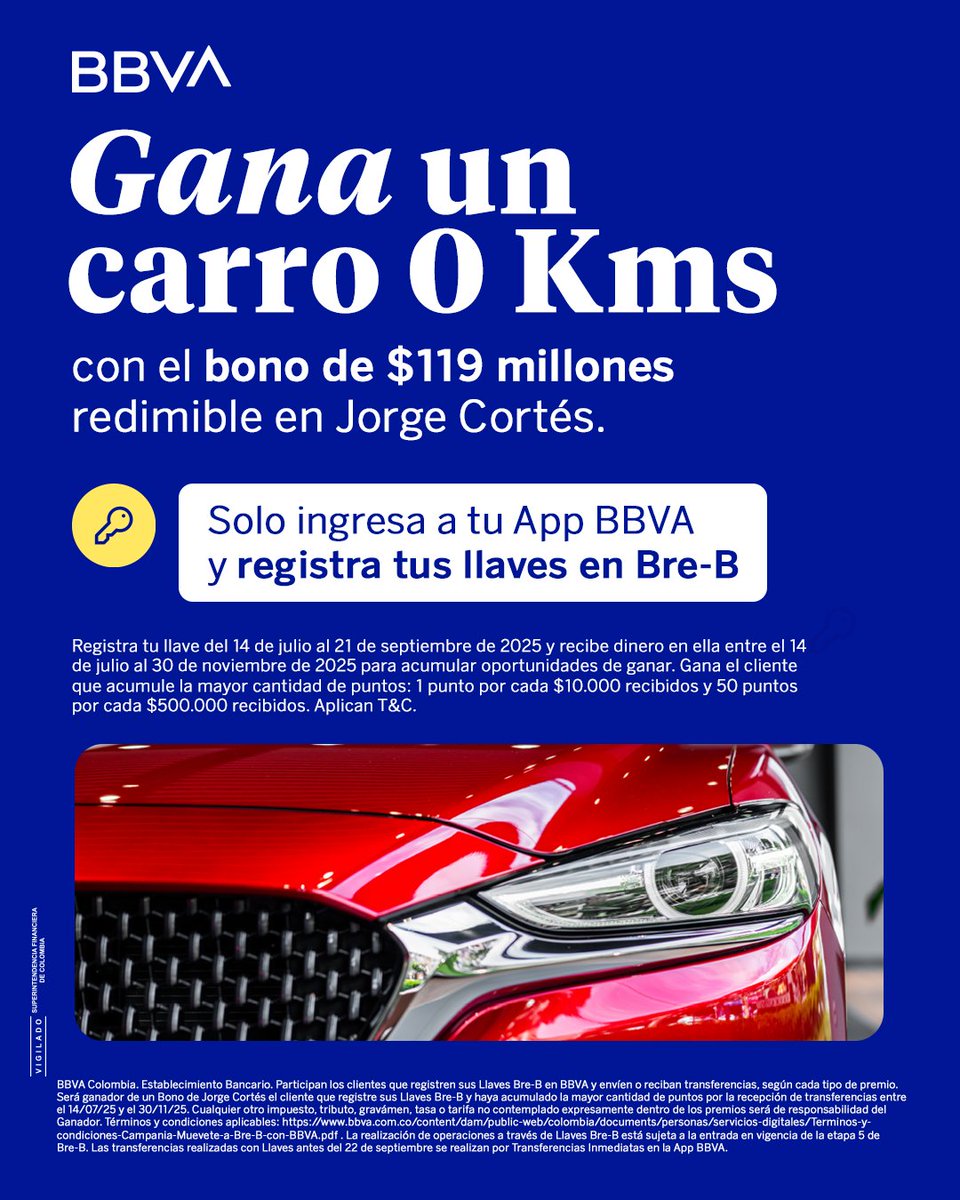 BBVA
Gana un
carro 0 Kms
con el bono de $119 millones
redimible en Jorge Cortés.
Solo ingresa a tu App BBVA
y registra tus llaves en Bre-B
Registra tu llave del 14 de julio al 21 de septiembre de 2025 y recibe dinero en ella entre el 14
de julio al 30 de noviembre de 2025 para acumular oportunidades de ganar. Gana el cliente
que acumule la mayor cantidad de puntos: 1 punto por cada $10.000 recibidos y 50 puntos
por cada $500.000 recibidos. Aplican T&C.
VIGILADO
SUPERINTENDENCIA FINANCIERA
DE COLOMBIA
BBVA Colombia. Establecimiento Bancario. Participan los clientes que registren sus Llaves Bre-B en BBVA y envíen o reciban transferencias, según cada tipo de premio.
Será ganador de un Bono de Jorge Cortés el cliente que registre sus Llaves Bre-B y haya acumulado la mayor cantidad de puntos por la recepción de transferencias entre
el 14/07/25 y el 30/11/25. Cualquier otro impuesto, tributo, gravámen, tasa o tarifa no contemplado expresamente dentro de los premios será de responsabilidad del
Ganador. Términos y condiciones aplicables: https://www.bbva.com.co/content/dam/public-web/colombia/documents/personas/servicios-digitales/Terminos-y-
condiciones-Campania-Muevete-a-Bre-B-con-BBVA.pdf . La realización de operaciones a través de Llaves Bre-B está sujeta a la entrada en vigencia de la etapa 5 de
Bre-B. Las transferencias realizadas con Llaves antes del 22 de septiembre se realizan por Transferencias Inmediatas en la App BBVA.